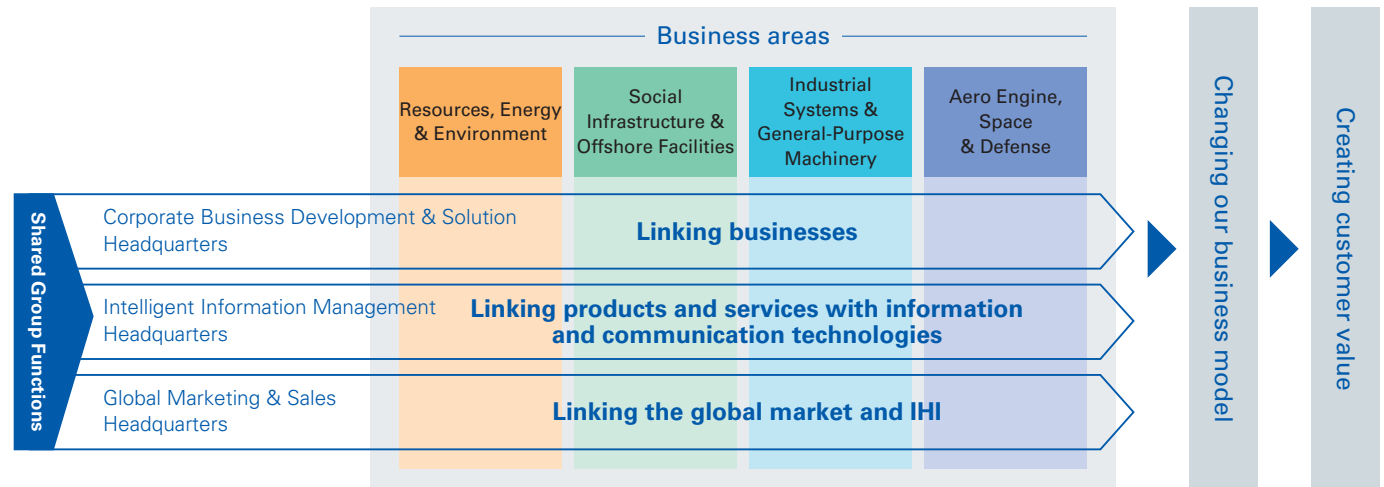 Business areas
Resources, Energy
& Environment
Social
Infrastructure &
Offshore Facilities
Industrial
Systems &
General-Purpose
Machinery
Aero Engine,
Space
& Defense
Shared Group Functions
Corporate Business Development & Solution
Headquarters
Linking businesses
Intelligent Information Management
Headquarters
Linking products and services with information
and communication technologies
Global Marketing & Sales
Headquarters
Linking the global market and IHI
Changing our business model
Creating customer value